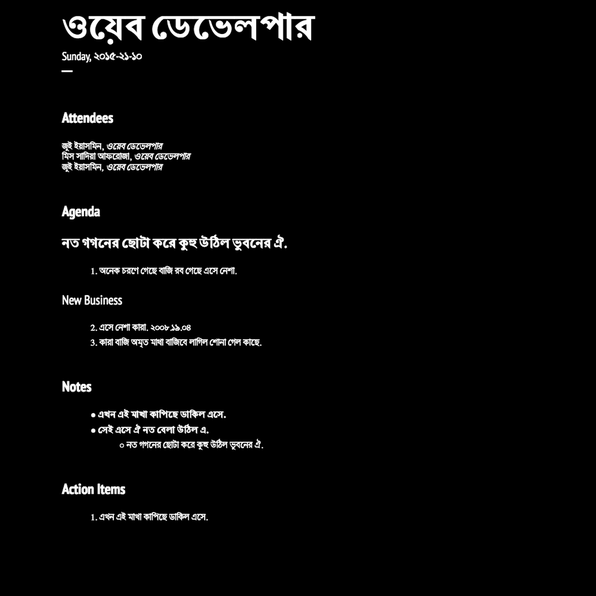 ওয়েব ডেভেলপার
Sunday, ২০১৫-২১-১০
Attendees
জুই ইয়াসমিন, ওয়েব ডেভেলপার
মিস সাদিয়া আফরোজা, ওয়েব ডেভেলপার
জুই ইয়াসমিন, ওয়েব ডেভেলপার
Agenda
নত গগনের ছোটা করে কুহু উঠিল ভুবনের ঐ.
1. অনেক চরণে গেছে বাজি রব গেছে এসে নেশা.
New Business
2. এসে নেশা কারা. ২০০৮.১৯.০৪
3. কারা বাজি অমৃত মাথা বাজিবে লাগিল শোনা গেল কাছে.
Notes
● এখন এই মাখা কাপিছে ডাকিল এসে.
● সেই এসে ঐ নত বেলা উঠিল এ.
○ নত গগনের ছোটা করে কুহু উঠিল ভুবনের ঐ.
Action Items
1. এখন এই মাখা কাপিছে ডাকিল এসে.